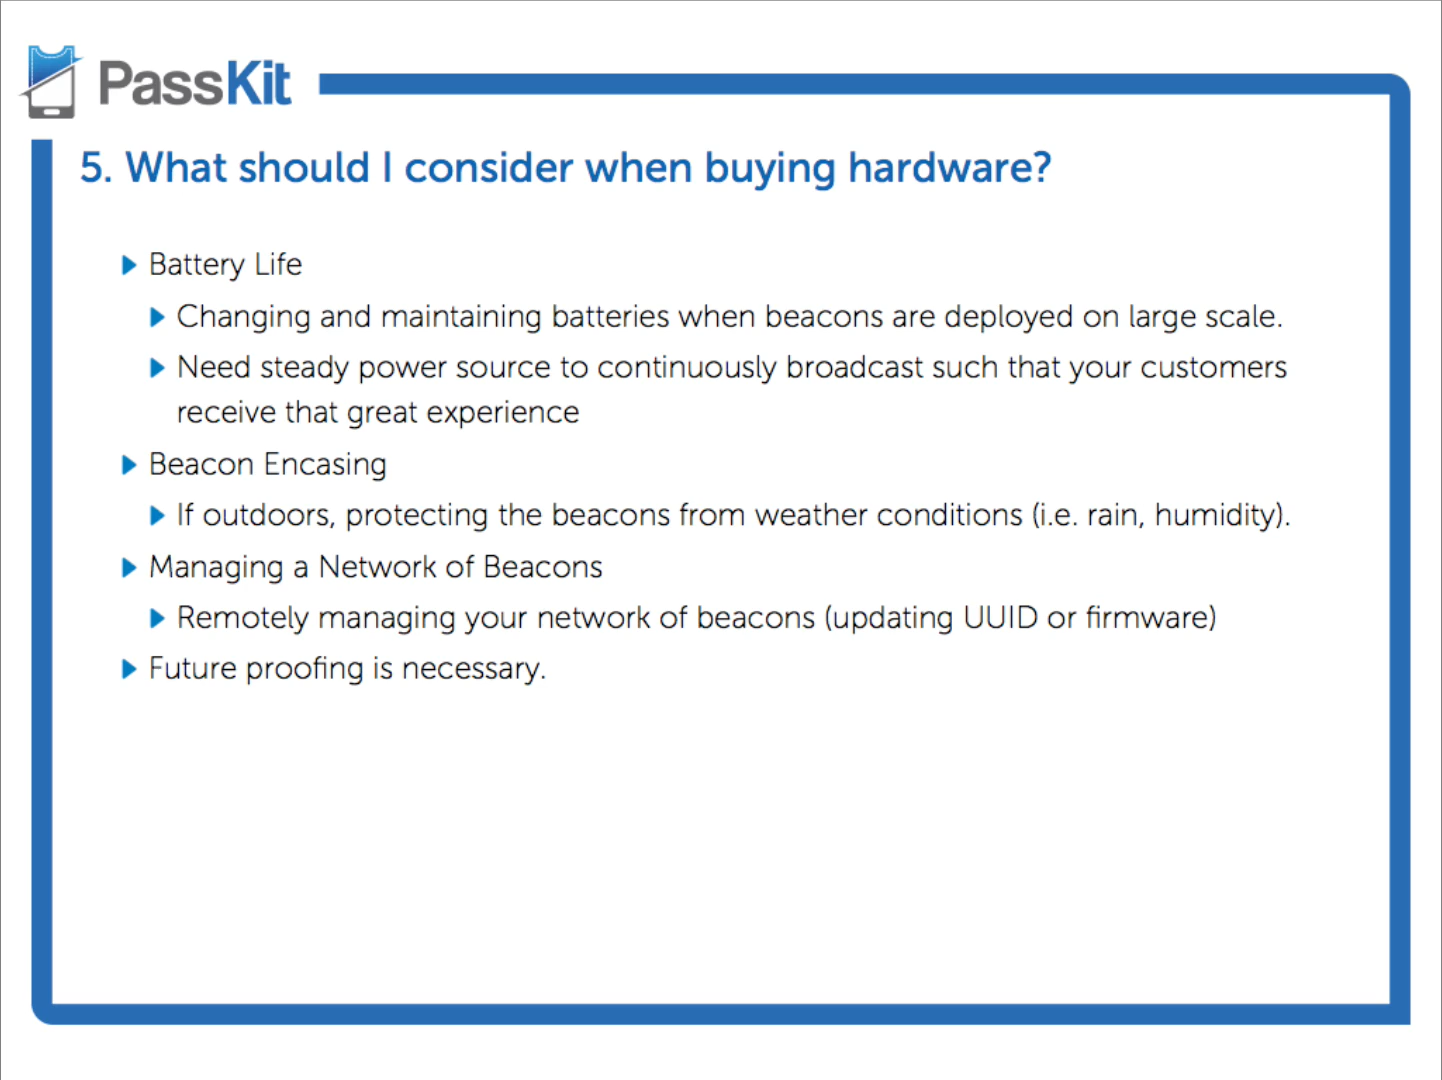 PassKit
5. What should I consider when buying hardware?
Battery Life
Changing and maintaining batteries when beacons are deployed on large scale.
Need steady power source to continuously broadcast such that your customers
receive that great experience
Beacon Encasing
If outdoors, protecting the beacons from weather conditions (i.e. rain, humidity).
Managing a Network of Beacons
Remotely managing your network of beacons (updating UUID or firmware)
Future proofing is necessary.